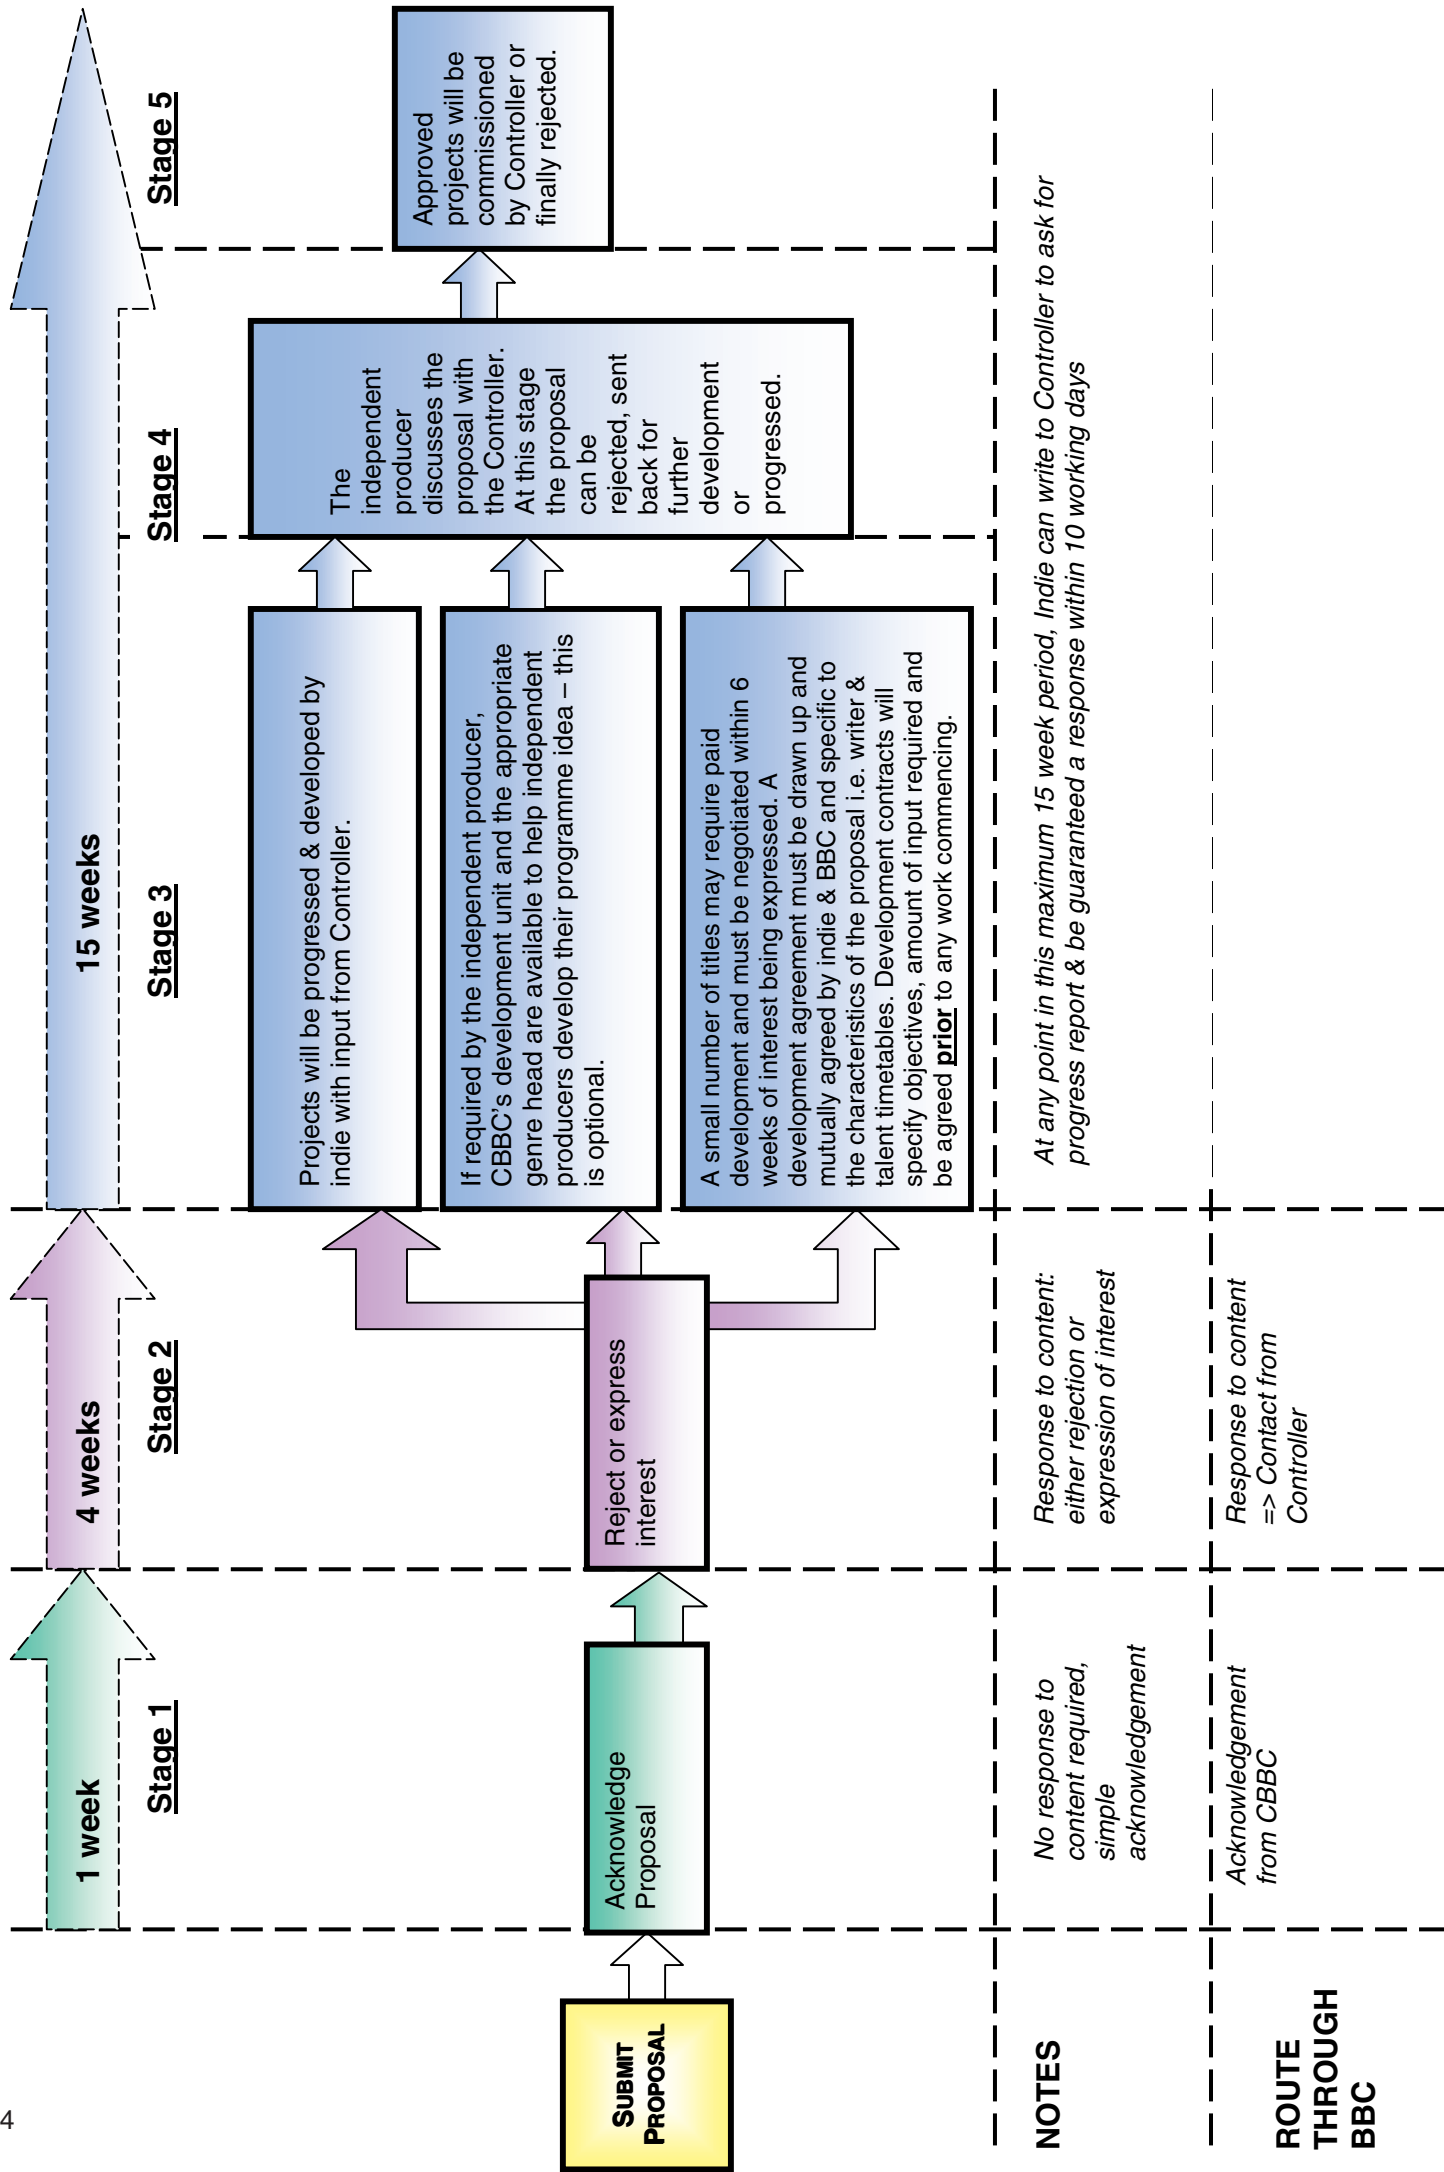 4
1 week
4 weeks
15 weeks
Stage 1
Stage 2
Stage 3
Stage 4
Stage 5
SUBMIT
PROPOSAL
Acknowledge
Proposal
Reject or express
interest
Projects will be progressed & developed by
indie with input from Controller.
If required by the independent producer,
CBBC's development unit and the appropriate
genre head are available to help independent
producers develop their programme idea – this
is optional.
A small number of titles may require paid
development and must be negotiated within 6
weeks of interest being expressed. A
development agreement must be drawn up and
mutually agreed by indie & BBC and specific to
the characteristics of the proposal i.e. writer &
talent timetables. Development contracts will
specify objectives, amount of input required and
be agreed prior to any work commencing.
The
independent
producer
discusses the
proposal with
the Controller.
At this stage
the proposal
can be
rejected, sent
back for
further
development
or
progressed.
Approved
projects will be
commissioned
by Controller or
finally rejected.
NOTES
No response to
content required,
simple
acknowledgement
Response to content:
either rejection or
expression of interest
At any point in this maximum 15 week period, Indie can write to Controller to ask for
progress report & be guaranteed a response within 10 working days
ROUTE
THROUGH
BBC
Acknowledgement
from CBBC
Response to content
=> Contact from
Controller